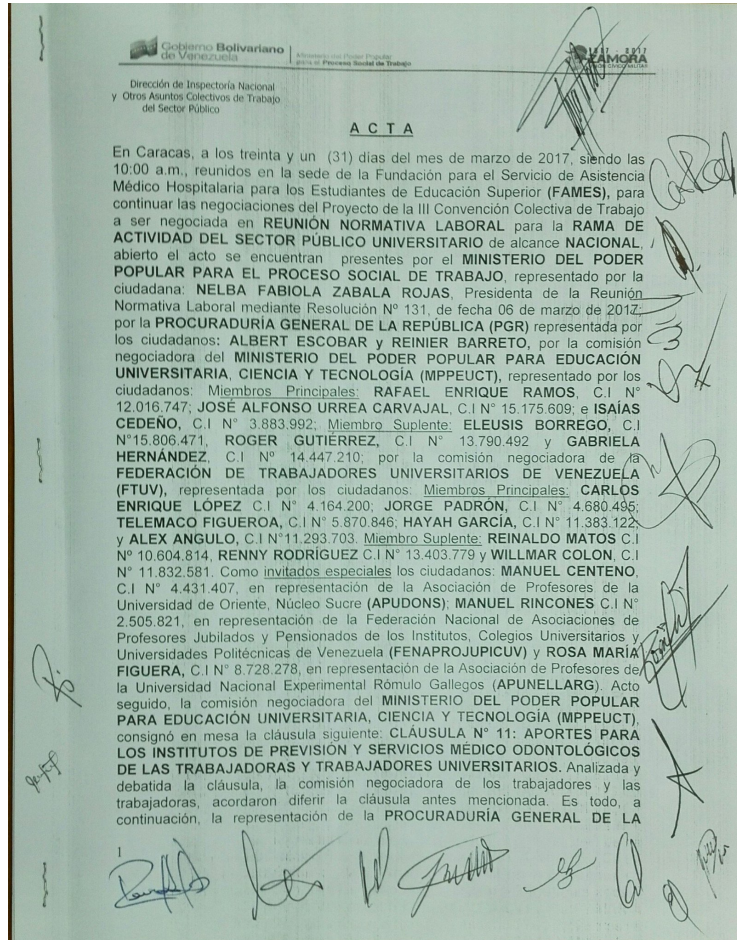 Gobierno Bolivariano
de Venezuela
Ministerio del Poder Popular
para el Proceso Social de Trabajo
ZAMORA
Dirección de Inspectoría Nacional
y Otros Asuntos Colectivos de Trabajo
del Sector Público
ACTA
En Caracas, a los treinta y un (31) días del mes de marzo de 2017, siendo las
10:00 a.m., reunidos en la sede de la Fundación para el Servicio de Asistencia
Médico Hospitalaria para los Estudiantes de Educación Superior (FAMES), para
continuar las negociaciones del Proyecto de la III Convención Colectiva de Trabajo
a ser negociada en REUNIÓN NORMATIVA LABORAL para la RAMA DE
ACTIVIDAD DEL SECTOR PÚBLICO UNIVERSITARIO de alcance NACIONAL,
abierto el acto se encuentran presentes por el MINISTERIO DEL PODER
POPULAR PARA EL PROCESO SOCIAL DE TRABAJO, representado por la
ciudadana: NELBA FABIOLA ZABALA ROJAS, Presidenta de la Reunión
Normativa Laboral mediante Resolución Nº 131, de fecha 06 de marzo de 2017;
por la PROCURADURÍA GENERAL DE LA REPÚBLICA (PGR) representada por
los ciudadanos: ALBERT ESCOBAR y REINIER BARRETO, por la comisión
negociadora del MINISTERIO DEL PODER POPULAR PARA EDUCACIÓN
UNIVERSITARIA, CIENCIA Y TECNOLOGÍA (MPPEUCT), representado por los
ciudadanos: Miembros Principales: RAFAEL ENRIQUE RAMOS, C.I N°
12.016.747; JOSÉ ALFONSO URREA CARVAJAL, C.I N° 15.175.609; e ISAÍAS
CEDEÑO, C.I N° 3.883.992; Miembro Suplente: ELEUSIS BORREGO, C.I
N°15.806.471, ROGER GUTIÉRREZ, C.I N° 13.790.492 y GABRIELA
HERNÁNDEZ, C.I Nº 14.447.210; por la comisión negociadora de la
FEDERACIÓN DE TRABAJADORES UNIVERSITARIOS DE VENEZUELA
(FTUV), representada por los ciudadanos: Miembros Principales: CARLOS
ENRIQUE LÓPEZ C.I N° 4.164.200; JORGE PADRÓN, C.I N° 4.680.495;
TELEMACO FIGUEROA, C.I N° 5.870.846; HAYAH GARCÍA, C.I N° 11.383.122;
y ALEX ANGULO, C.I N°11.293.703. Miembro Suplente: REINALDO MATOS C.I
Nº 10.604.814, RENNY RODRÍGUEZ C.I N° 13.403.779 y WILLMAR COLON, C.I
N° 11.832.581. Como invitados especiales los ciudadanos: MANUEL CENTENO,
C.I N° 4.431.407, en representación de la Asociación de Profesores de la
Universidad de Oriente, Núcleo Sucre (APUDONS); MANUEL RINCONES C.I N°
2.505.821, en representación de la Federación Nacional de Asociaciones de
Profesores Jubilados y Pensionados de los Institutos, Colegios Universitarios y
Universidades Politécnicas de Venezuela (FENAPROJUPICUV) y ROSA MARÍA
FIGUERA, C.I N° 8.728.278, en representación de la Asociación de Profesores de
la Universidad Nacional Experimental Rómulo Gallegos (APUNELLARG). Acto
seguido, la comisión negociadora del MINISTERIO DEL PODER POPULAR
PARA EDUCACIÓN UNIVERSITARIA, CIENCIA Y TECNOLOGÍA (MPPEUCT),
consignó en mesa la cláusula siguiente: CLÁUSULA N° 11: APORTES PARA
LOS INSTITUTOS DE PREVISIÓN Y SERVICIOS MÉDICO ODONTOLÓGICOS
DE LAS TRABAJADORAS Y TRABAJADORES UNIVERSITARIOS. Analizada y
debatida la cláusula, la comisión negociadora de los trabajadores y las
trabajadoras, acordaron diferir la cláusula antes mencionada. Es todo, a
continuación, la representación de la PROCURADURÍA GENERAL DE LA
1